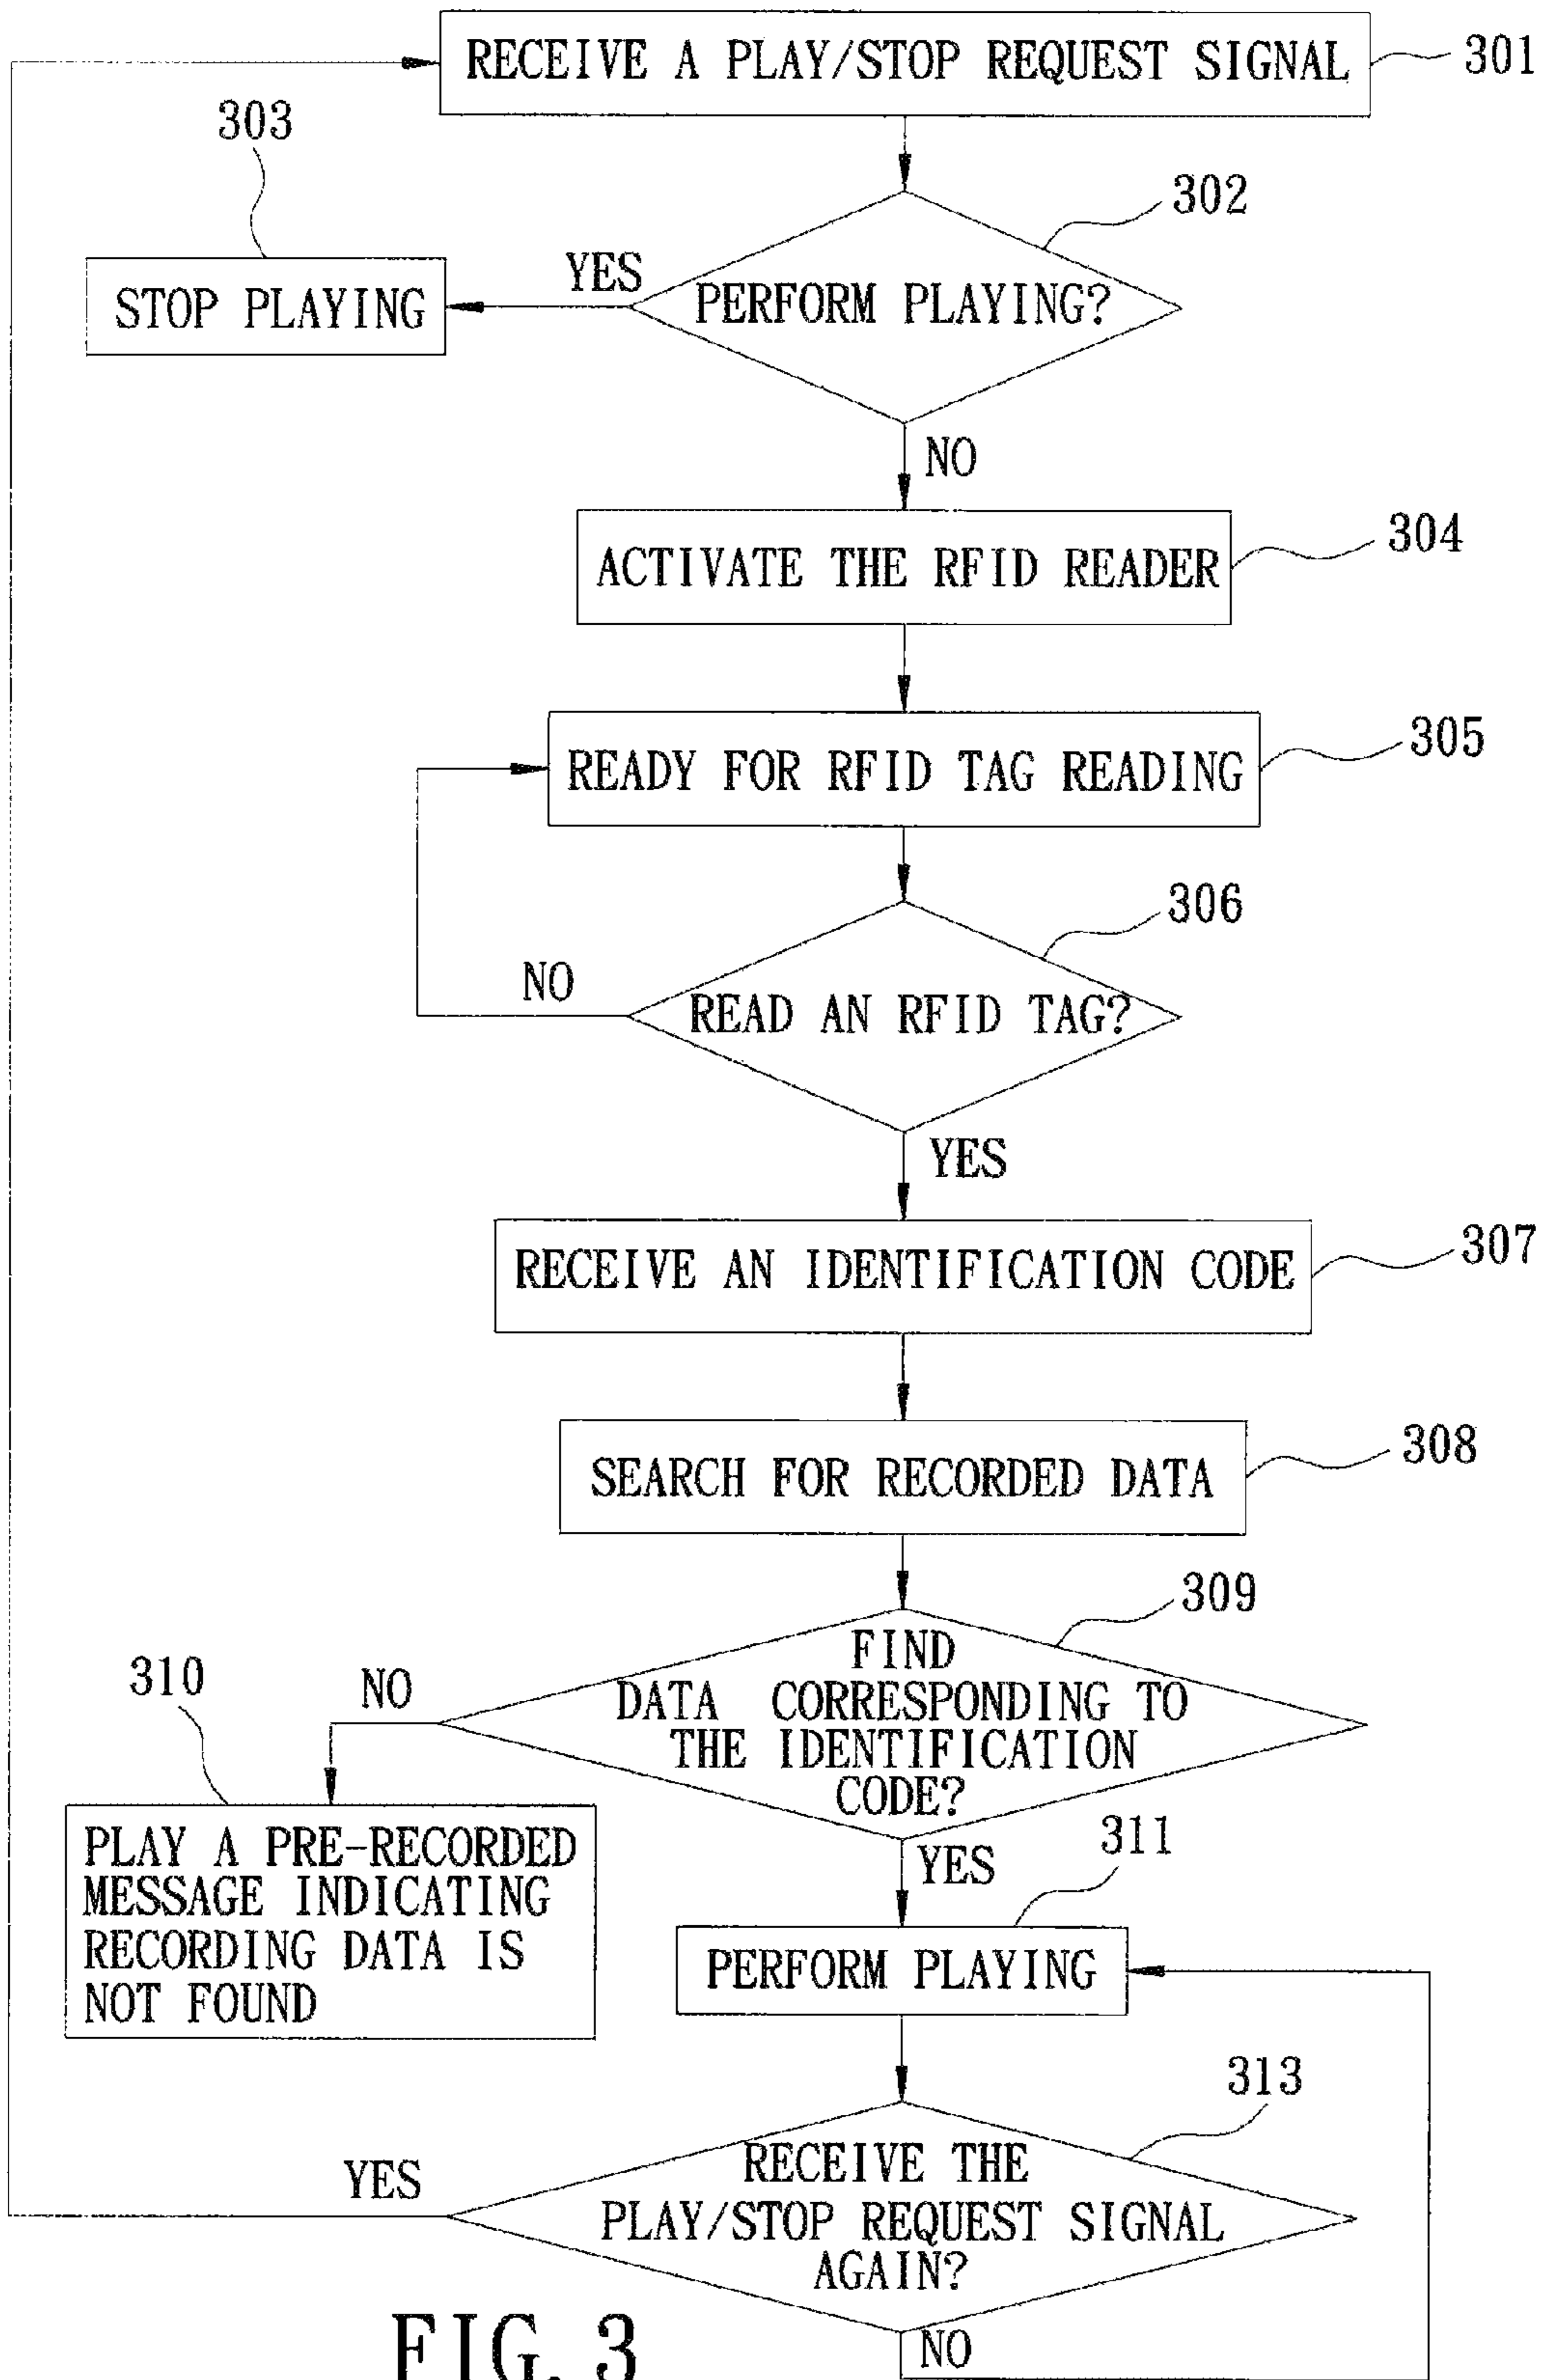 RECEIVE A PLAY/STOP REQUEST SIGNAL
301
303
302
YES
STOP PLAYING
PERFORM PLAYING?
NO
304
ACTIVATE THE RFID READER
305
READY FOR RFID TAG READING
306
NO
READ AN RFID TAG?
YES
307
RECEIVE AN IDENTIFICATION CODE
308
SEARCH FOR RECORDED DATA
309
310
NO
FIND
DATA CORRESPONDING TO
THE IDENTIFICATION
CODE?
311
YES
PLAY A PRE-RECORDED
MESSAGE INDICATING
RECORDING DATA IS
NOT FOUND
PERFORM PLAYING
313
YES
RECEIVE THE
PLAY/STOP REQUEST SIGNAL
AGAIN?
NO
FIG. 3